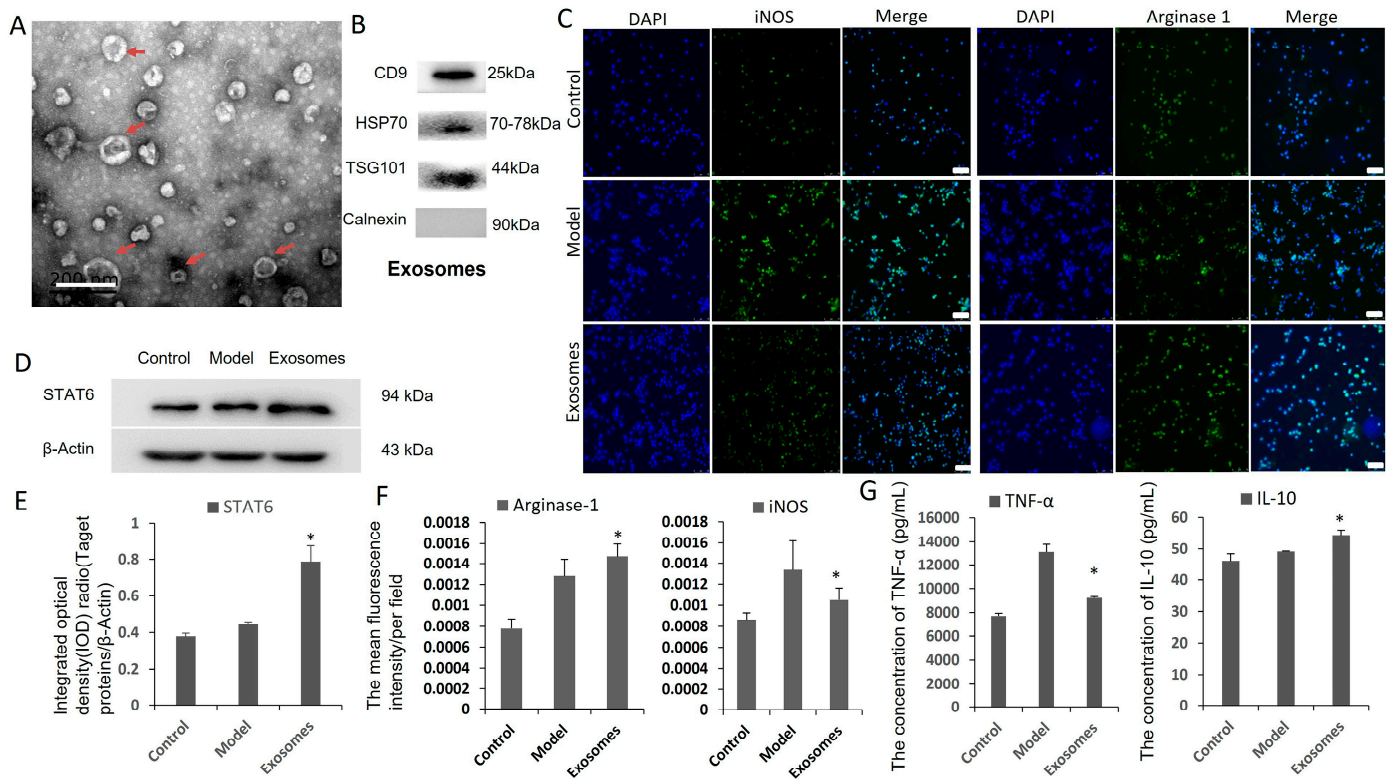 A
200 nm
B
CD9
25kDa
HSP70
70-78kDa
TSG101
44kDa
Calnexin
90kDa
Exosomes
C
DAPI
iNOS
Merge
DAPI
Arginase 1
Merge
Control
Model
Exosomes
D
Control
Model
Exosomes
STAT6
94 kDa
β-Actin
43 kDa
E
STAT6
Integrated optical
density(IOD) radio(Taget
proteins/β-Actin)
1
0.8
0.6
0.4
0.2
0
*
Control
Model
Exosomes
F
Arginase-1
The mean fluorescence
intensity/per field
0.0018
0.0016
0.0014
0.0012
0.001
0.0008
0.0006
0.0004
0.0002
0
*
Control
Model
Exosomes
iNOS
0.0018
0.0016
0.0014
0.0012
0.001
0.0008
0.0006
0.0004
0.0002
0
*
Control
Model
Exosomes
G
TNF-α
The concentration of TNF-α (pg/mL)
16000
14000
12000
10000
8000
6000
4000
2000
0
*
Control
Model
Exosomes
IL-10
The concentration of IL-10 (pg/mL)
60
50
40
30
20
10
0
*
Control
Model
Exosomes